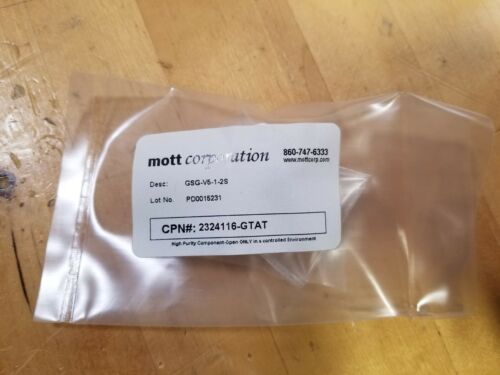 mott corporation
860-747-6333
www.mottcorp.com
Desc: GSG-V5-1-2S
Lot No. PD0015231
CPN#: 2324116-GTAT
High Purity Component-Open ONLY in a controlled Environment